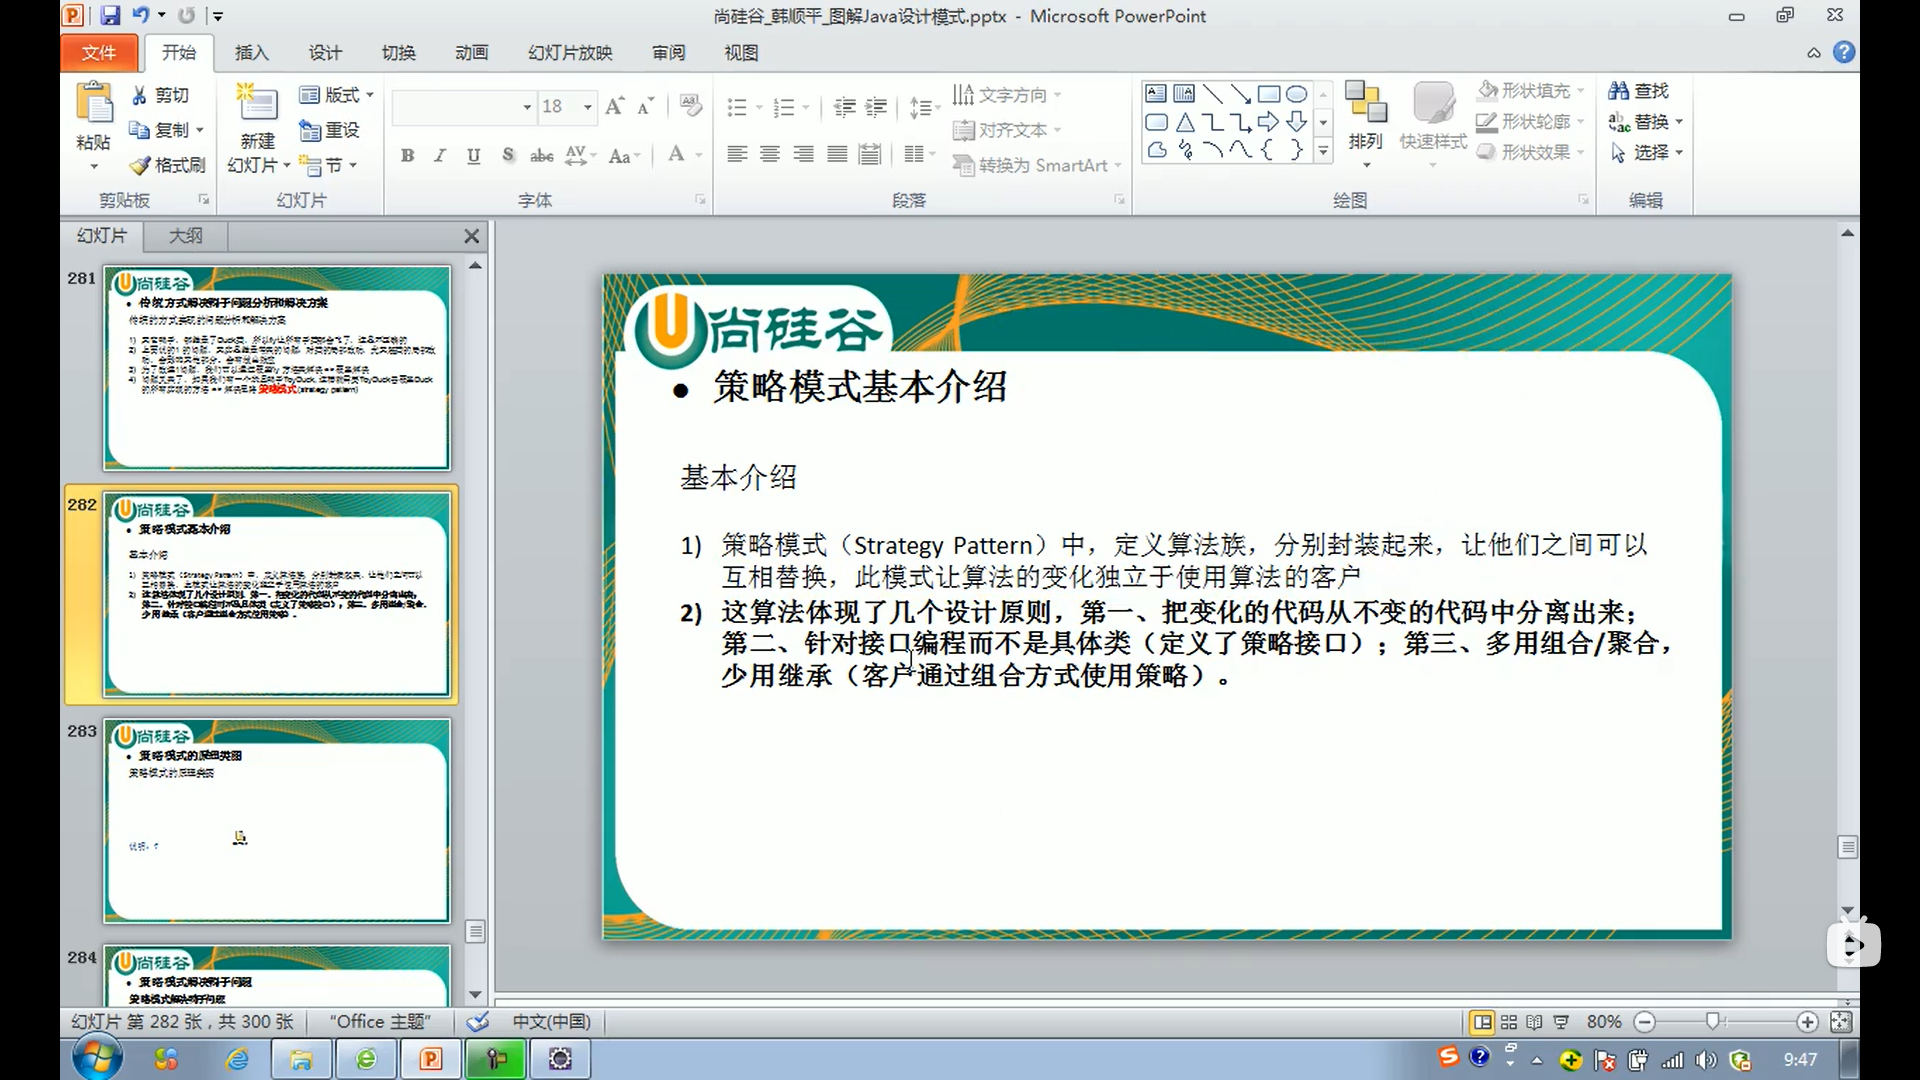 尚硅谷_韩顺平_图解Java设计模式.pptx - Microsoft PowerPoint
文件 开始 插入 设计 切换 动画 幻灯片放映 审阅 视图
粘贴 剪切 复制 格式刷 剪贴板
新建 幻灯片 版式 重设 节 幻灯片
18 字体
文字方向 对齐文本 转换为 SmartArt 段落
排列 快速样式 形状填充 形状轮廓 形状效果 绘图
查找 替换 选择 编辑
幻灯片 大纲
281
尚硅谷
282
尚硅谷
• 策略模式基本介绍
基本介绍
283
尚硅谷
• 策略模式的原理类图
策略模式的原理类图
284
尚硅谷
• 策略模式解决鸭子问题
策略模式解决鸭子问题
尚硅谷
• 策略模式基本介绍
基本介绍
1) 策略模式（Strategy Pattern）中，定义算法族，分别封装起来，让他们之间可以
互相替换，此模式让算法的变化独立于使用算法的客户
2) 这算法体现了几个设计原则，第一、把变化的代码从不变的代码中分离出来；
第二、针对接口编程而不是具体类（定义了策略接口）；第三、多用组合/聚合，
少用继承（客户通过组合方式使用策略）。
幻灯片 第 282 张，共 300 张 “Office 主题” 中文(中国) 80%
9:47